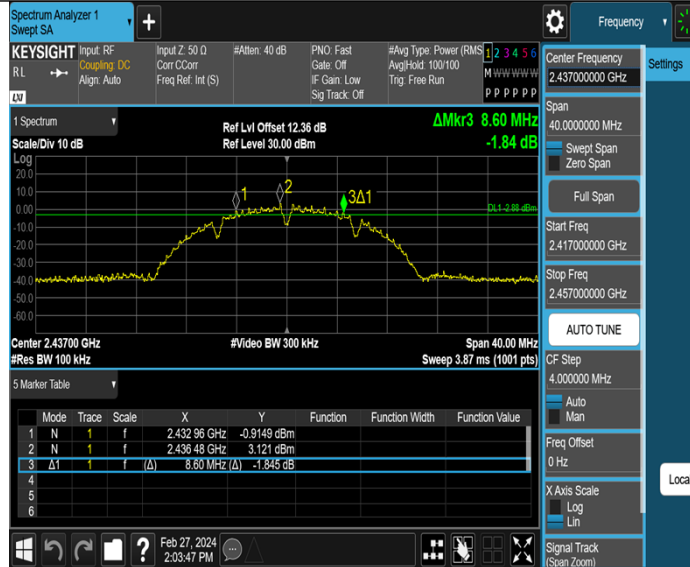 Spectrum Analyzer 1
Swept SA
+
Frequency
KEYSIGHT
RL
LXI
Input: RF
Coupling: DC
Align: Auto
Input Z: 50 Ω
Corr CCorr
Freq Ref: Int (S)
#Atten: 40 dB
PNO: Fast
Gate: Off
IF Gain: Low
Sig Track: Off
#Avg Type: Power (RMS
Avg|Hold: 100/100
Trig: Free Run
1 2 3 4 5 6
M W W W W W
P P P P P P
Center Frequency
2.437000000 GHz
Settings
1 Spectrum
Scale/Div 10 dB
Ref Lvl Offset 12.36 dB
Ref Level 30.00 dBm
ΔMkr3 8.60 MHz
-1.84 dB
Log
20.0
10.0
0.00
-10.0
-20.0
-30.0
-40.0
-50.0
-60.0
1
2
3Δ1
DL1 -2.88 dBm
Center 2.43700 GHz
#Res BW 100 kHz
#Video BW 300 kHz
Span 40.00 MHz
Sweep 3.87 ms (1001 pts)
Span
40.0000000 MHz
Swept Span
Zero Span
Full Span
Start Freq
2.417000000 GHz
Stop Freq
2.457000000 GHz
AUTO TUNE
CF Step
4.000000 MHz
Auto
Man
Freq Offset
0 Hz
X Axis Scale
Log
Lin
Signal Track
(Span Zoom)
Loca
5 Marker Table
Mode Trace Scale X Y Function Function Width Function Value
1 N 1 f 2.432 96 GHz -0.9149 dBm
2 N 1 f 2.436 48 GHz 3.121 dBm
3 Δ1 1 f (Δ) 8.60 MHz (Δ) -1.845 dB
4
5
6
?
Feb 27, 2024
2:03:47 PM